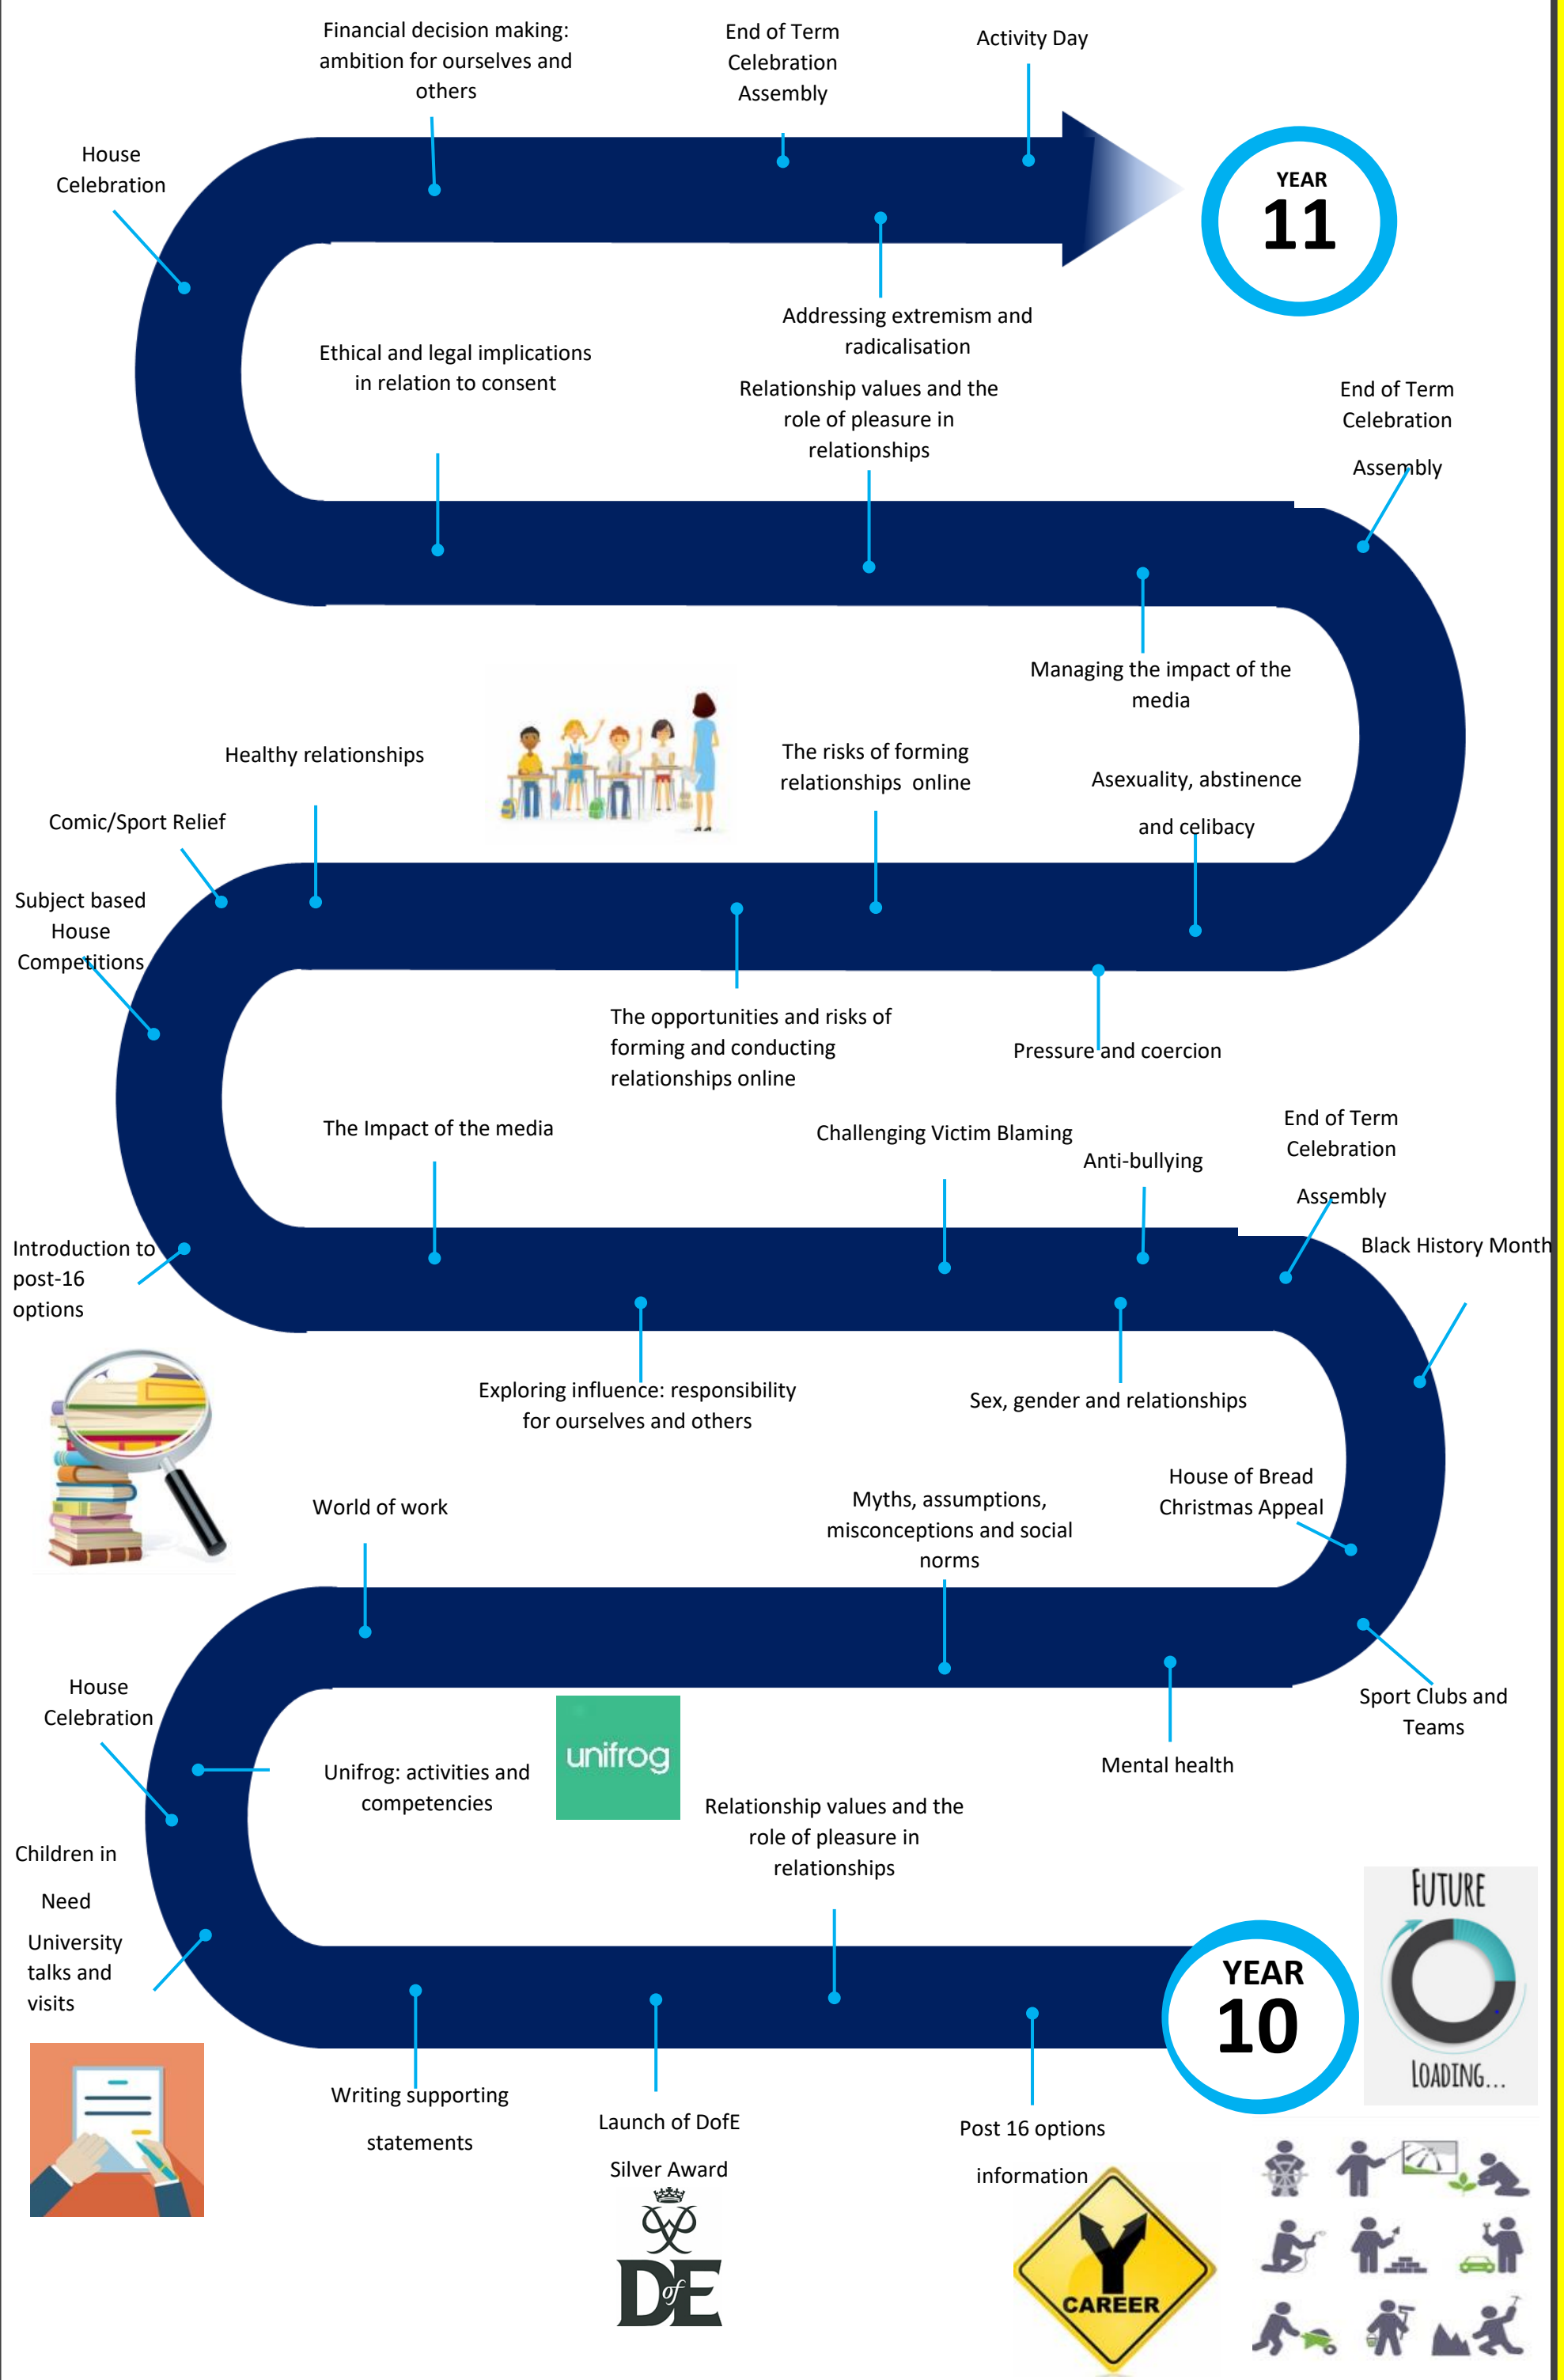 Financial decision making:
ambition for ourselves and
others
End of Term
Celebration
Assembly
Activity Day
House
Celebration
YEAR
11
Addressing extremism and
radicalisation
Ethical and legal implications
in relation to consent
Relationship values and the
role of pleasure in
relationships
End of Term
Celebration
Assembly
Managing the impact of the
media
Healthy relationships
The risks of forming
relationships  online
Asexuality, abstinence
and celibacy
Comic/Sport Relief
Subject based
House
Competitions
The opportunities and risks of
forming and conducting
relationships online
Pressure and coercion
The Impact of the media
Challenging Victim Blaming
Anti-bullying
End of Term
Celebration
Assembly
Black History Month
Introduction to
post-16
options
Exploring influence: responsibility
for ourselves and others
Sex, gender and relationships
World of work
Myths, assumptions,
misconceptions and social
norms
House of Bread
Christmas Appeal
House
Celebration
Sport Clubs and
Teams
Mental health
unifrog
Unifrog: activities and
competencies
Relationship values and the
role of pleasure in
relationships
Children in
Need
University
talks and
visits
YEAR
10
FUTURE
LOADING...
Writing supporting
statements
Launch of DofE
Silver Award
DofE
Post 16 options
information
CAREER